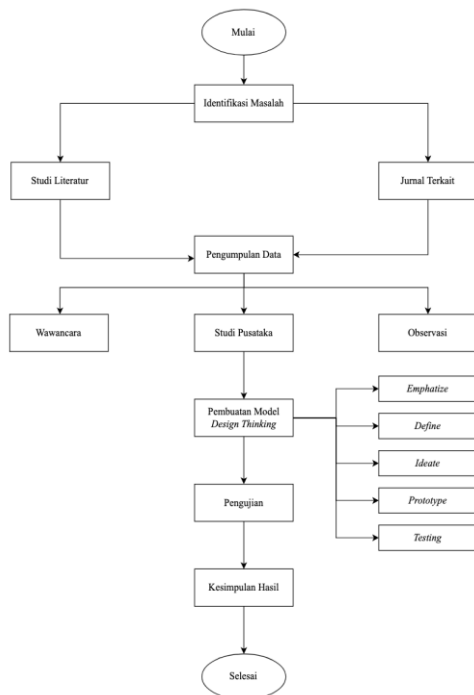 Mulai
Identifikasi Masalah
Studi Literatur
Jurnal Terkait
Pengumpulan Data
Wawancara
Studi Pusataka
Observasi
Pembuatan Model
Design Thinking
Emphatize
Define
Ideate
Prototype
Testing
Pengujian
Kesimpulan Hasil
Selesai